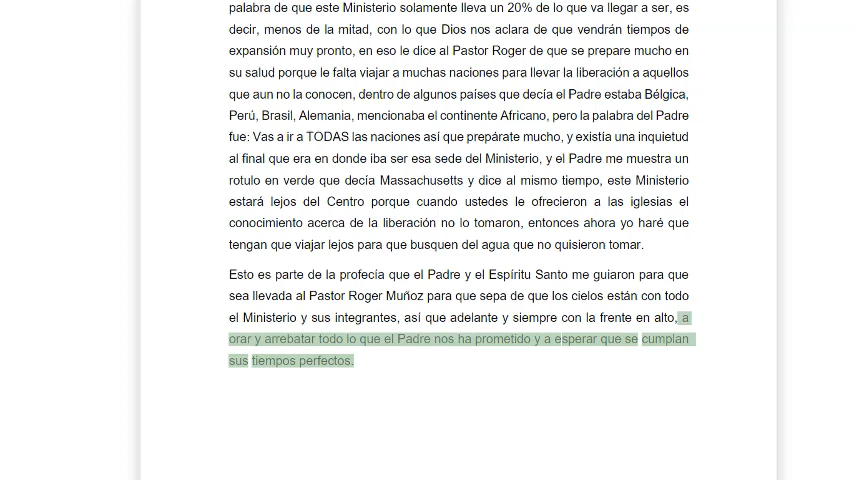 palabra de que este Ministerio solamente lleva un 20% de lo que va llegar a ser, es
decir, menos de la mitad, con lo que Dios nos aclara de que vendrán tiempos de
expansión muy pronto, en eso le dice al Pastor Roger de que se prepare mucho en
su salud porque le falta viajar a muchas naciones para llevar la liberación a aquellos
que aun no la conocen, dentro de algunos países que decía el Padre estaba Bélgica,
Perú, Brasil, Alemania, mencionaba el continente Africano, pero la palabra del Padre
fue: Vas a ir a TODAS las naciones así que prepárate mucho, y existía una inquietud
al final que era en donde iba ser esa sede del Ministerio, y el Padre me muestra un
rotulo en verde que decía Massachusetts y dice al mismo tiempo, este Ministerio
estará lejos del Centro porque cuando ustedes le ofrecieron a las iglesias el
conocimiento acerca de la liberación no lo tomaron, entonces ahora yo haré que
tengan que viajar lejos para que busquen del agua que no quisieron tomar.
Esto es parte de la profecía que el Padre y el Espíritu Santo me guiaron para que
sea llevada al Pastor Roger Muñoz para que sepa de que los cielos están con todo
el Ministerio y sus integrantes, así que adelante y siempre con la frente en alto, a
orar y arrebatar todo lo que el Padre nos ha prometido y a esperar que se cumplan
sus tiempos perfectos.